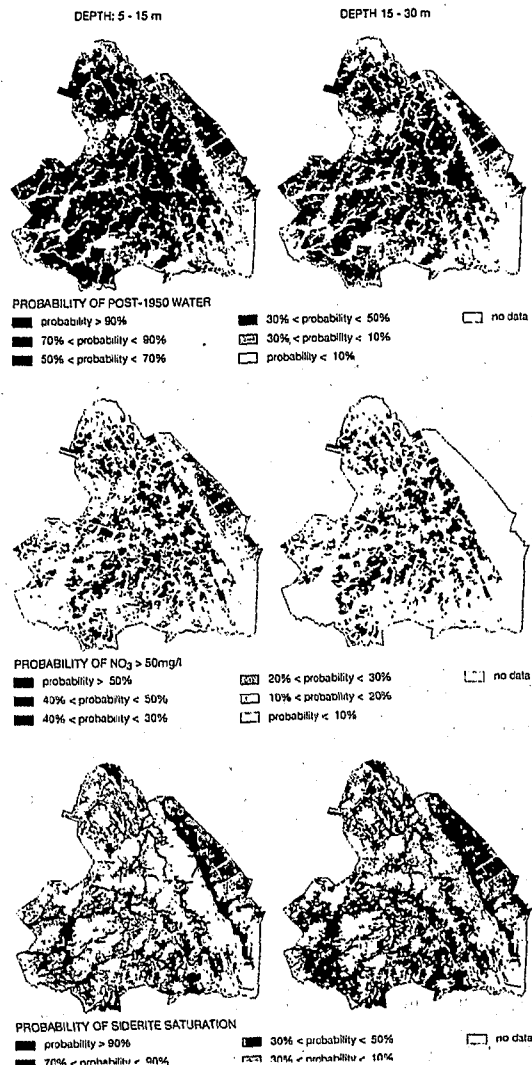 DEPTH: 5 - 15 m
DEPTH 15 - 30 m
PROBABILITY OF POST-1950 WATER
probability > 90%
70% < probability < 90%
50% < probability < 70%
30% < probability < 50%
30% < probability < 10%
probability < 10%
no data
PROBABILITY OF NO3 > 50mg/l
probability > 50%
40% < probability < 50%
40% < probability < 30%
20% < probability < 30%
10% < probability < 20%
probability < 10%
no data
PROBABILITY OF SIDERITE SATURATION
probability > 90%
70% < probability < 90%
30% < probability < 50%
30% < probability < 10%
no data